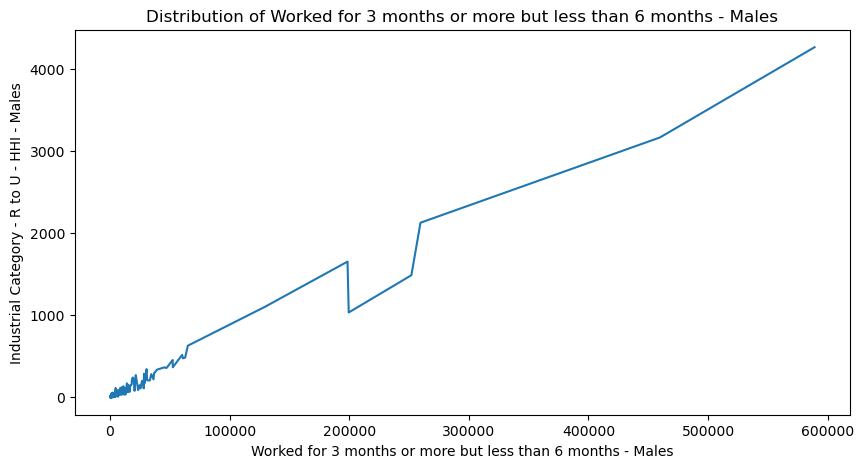 Distribution of Worked for 3 months or more but less than 6 months - Males
Industrial Category - R to U - HHI - Males
4000
3000
2000
1000
0
0 100000 200000 300000 400000 500000 600000
Worked for 3 months or more but less than 6 months - Males